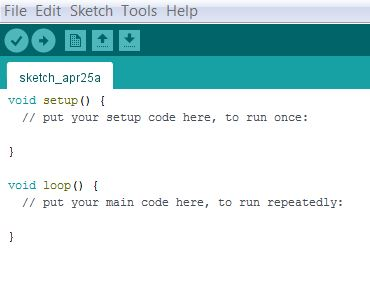 File Edit Sketch Tools Help
sketch_apr25a
void setup() {
  // put your setup code here, to run once:
}
void loop() {
  // put your main code here, to run repeatedly:
}